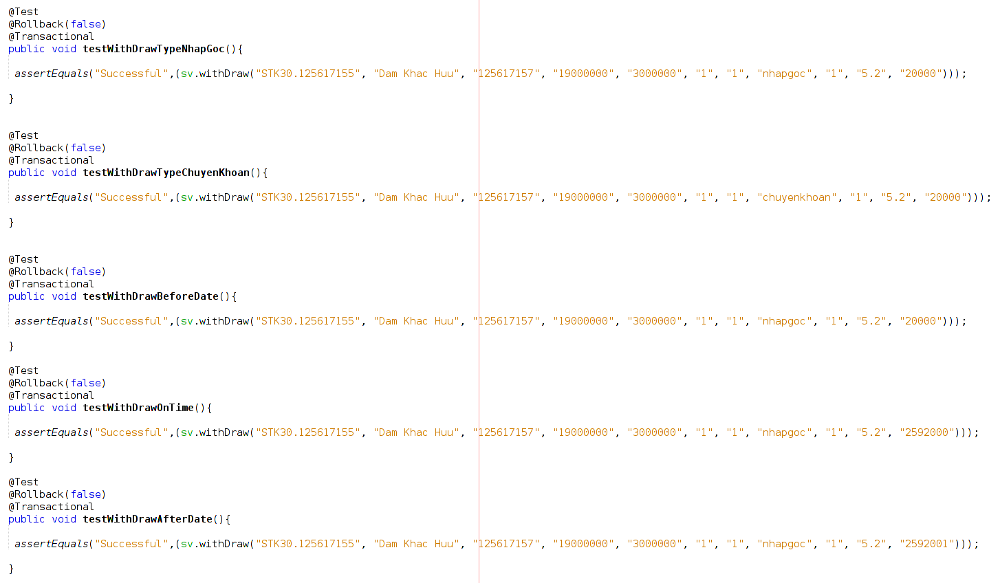 @Test
@Rollback(false)
@Transactional
public void testWithDrawTypeNhapGoc(){
assertEquals("Successful",(sv.withDraw("STK30.125617155", "Dam Khac Huu", "125617157", "19000000", "3000000", "1", "1", "nhapgoc", "1", "5.2", "20000")));
}
@Test
@Rollback(false)
@Transactional
public void testWithDrawTypeChuyenKhoan(){
assertEquals("Successful",(sv.withDraw("STK30.125617155", "Dam Khac Huu", "125617157", "19000000", "3000000", "1", "1", "chuyenkhoan", "1", "5.2", "20000")));
}
@Test
@Rollback(false)
@Transactional
public void testWithDrawBeforeDate(){
assertEquals("Successful",(sv.withDraw("STK30.125617155", "Dam Khac Huu", "125617157", "19000000", "3000000", "1", "1", "nhapgoc", "1", "5.2", "20000")));
}
@Test
@Rollback(false)
@Transactional
public void testWithDrawOnTime(){
assertEquals("Successful",(sv.withDraw("STK30.125617155", "Dam Khac Huu", "125617157", "19000000", "3000000", "1", "1", "nhapgoc", "1", "5.2", "2592000")));
}
@Test
@Rollback(false)
@Transactional
public void testWithDrawAfterDate(){
assertEquals("Successful",(sv.withDraw("STK30.125617155", "Dam Khac Huu", "125617157", "19000000", "3000000", "1", "1", "nhapgoc", "1", "5.2", "2592001")));
}